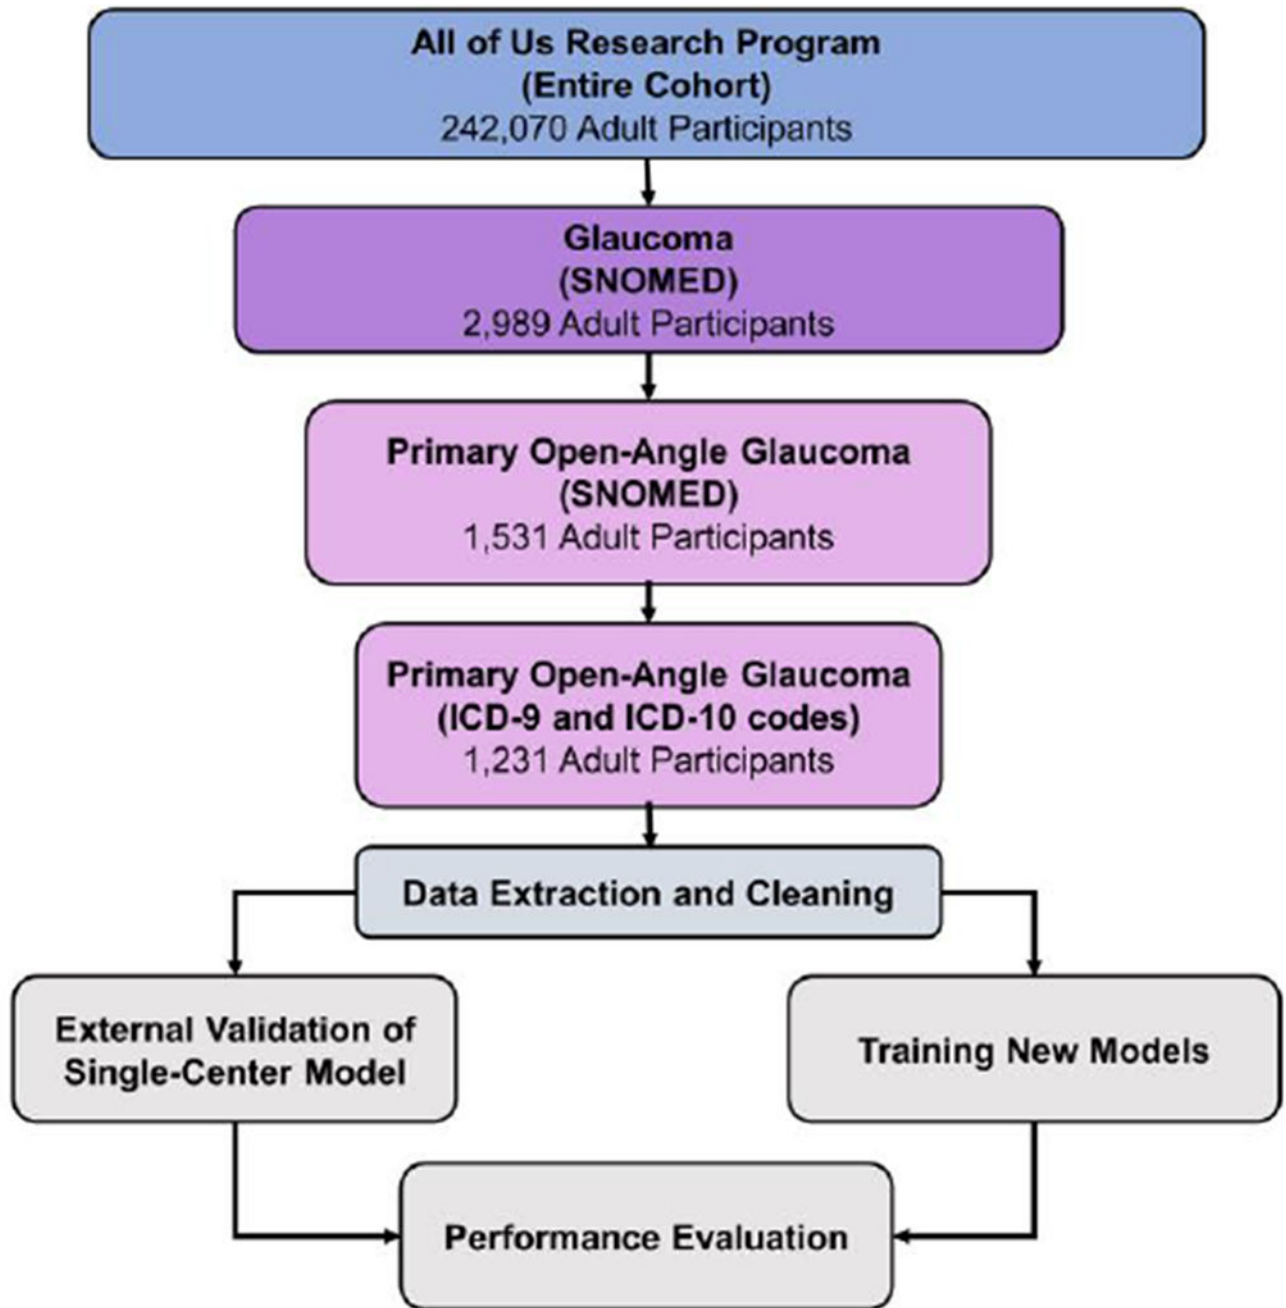 All of Us Research Program
(Entire Cohort)
242,070 Adult Participants
Glaucoma
(SNOMED)
2,989 Adult Participants
Primary Open-Angle Glaucoma
(SNOMED)
1,531 Adult Participants
Primary Open-Angle Glaucoma
(ICD-9 and ICD-10 codes)
1,231 Adult Participants
Data Extraction and Cleaning
External Validation of
Single-Center Model
Training New Models
Performance Evaluation